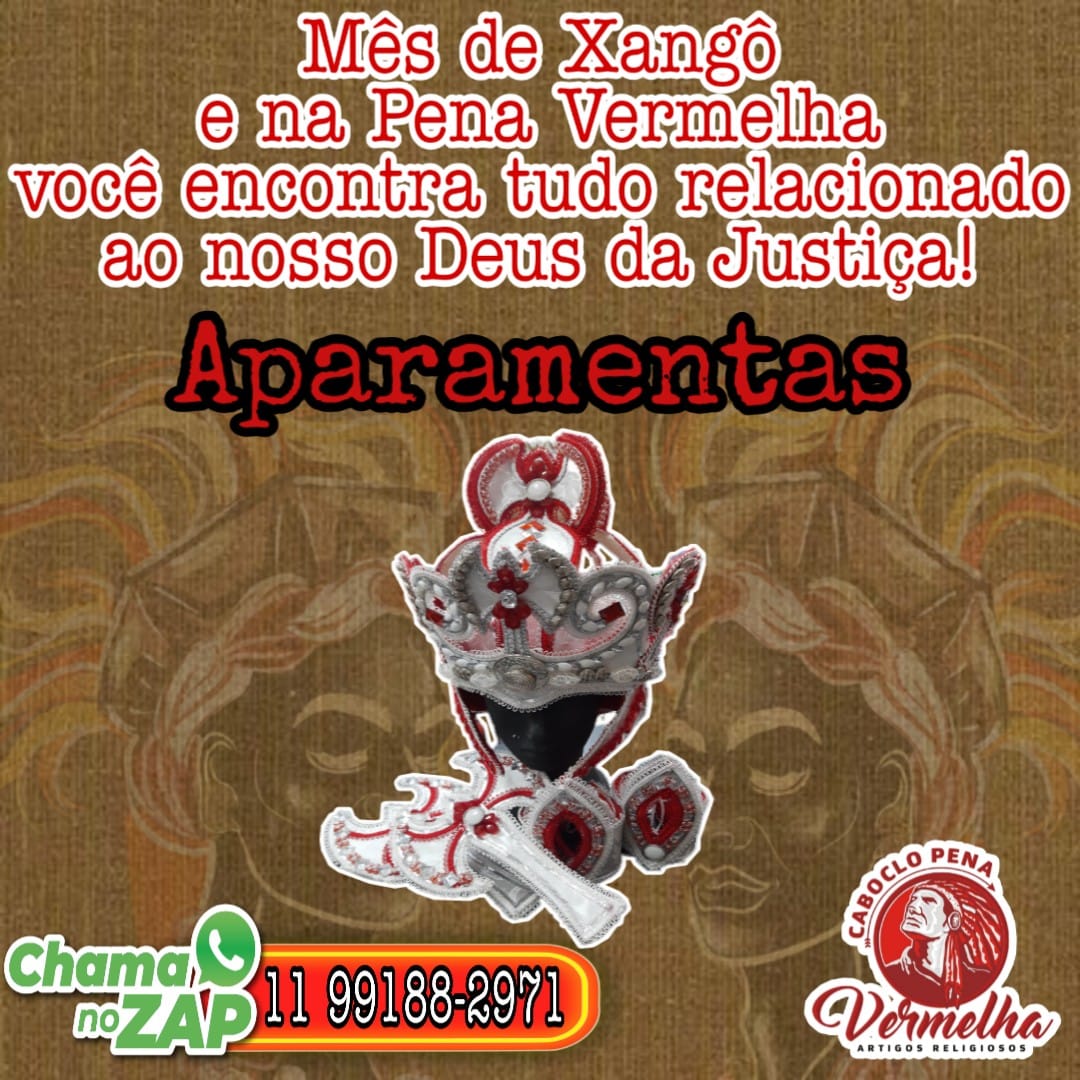 Mês de Xangô
e na Pena Vermelha
você encontra tudo relacionado
ao nosso Deus da Justiça!
Aparamentas
Chama
no ZAP
11 99188-2971
CABOCLO PENA
Vermelha
ARTIGOS RELIGIOSOS